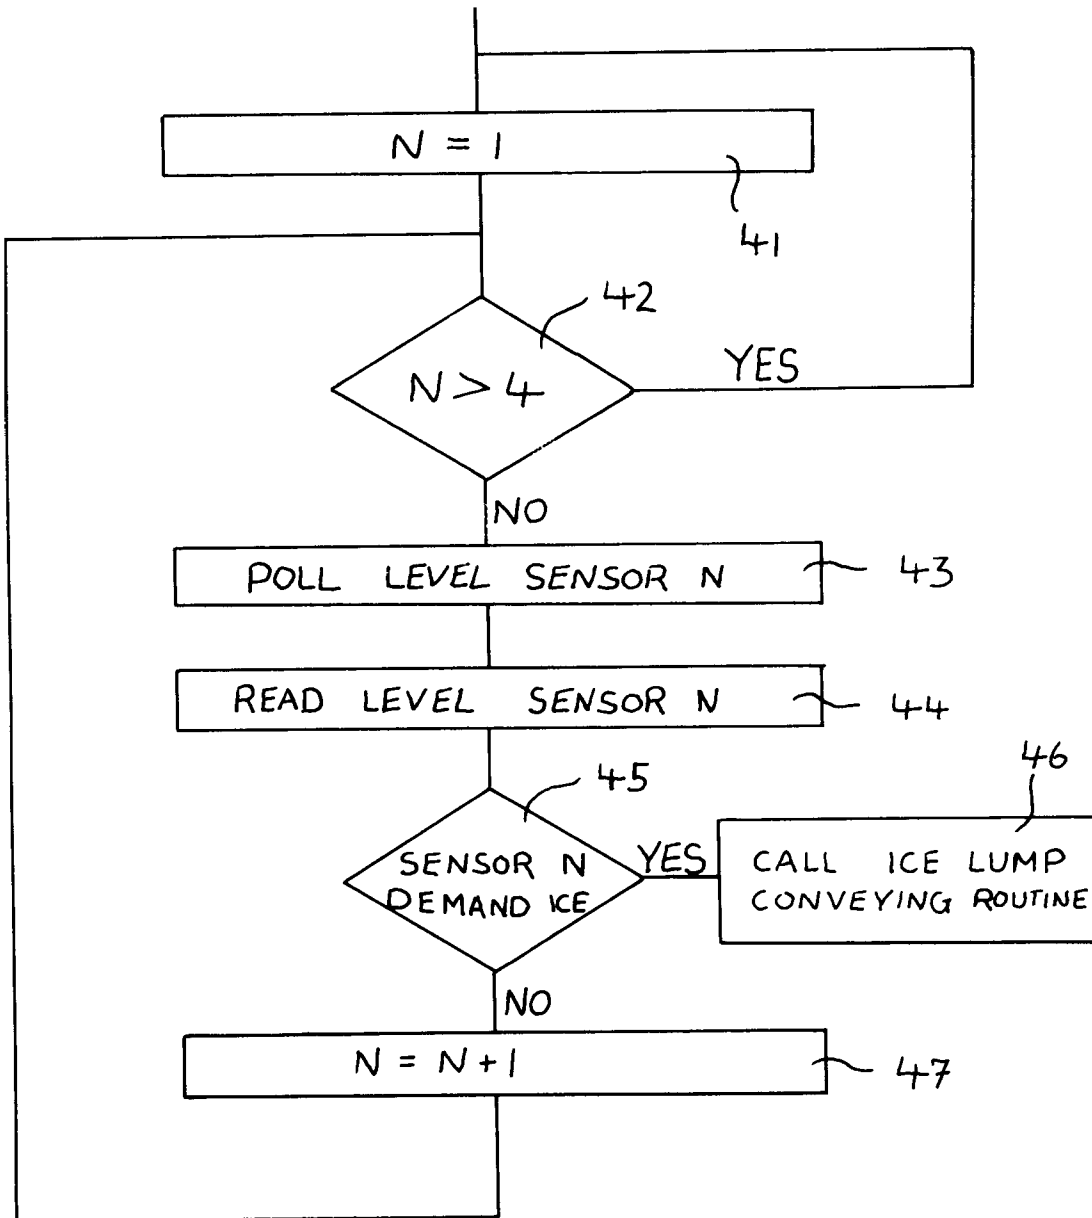 N = 1
41
42
N > 4
YES
NO
POLL LEVEL SENSOR N
43
READ LEVEL SENSOR N
44
45
46
SENSOR N
DEMAND ICE
YES
CALL ICE LUMP
CONVEYING ROUTINE
NO
N = N + 1
47